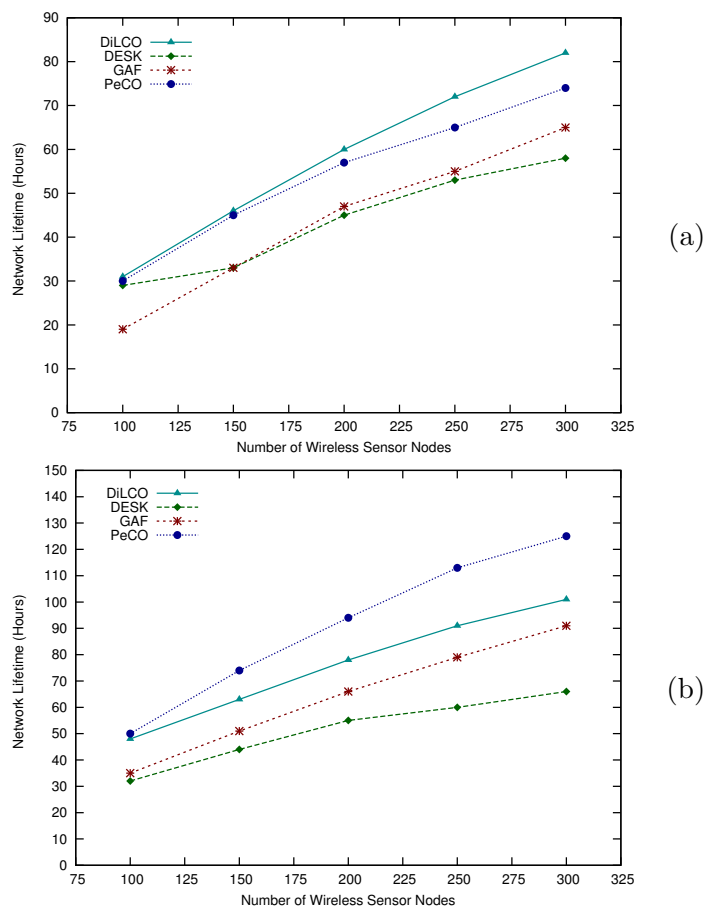 90
80
70
60
50
40
30
20
10
0
Network Lifetime (Hours)
DiLCO
DESK
GAF
PeCO
75 100 125 150 175 200 225 250 275 300 325
Number of Wireless Sensor Nodes
(a)
150
140
130
120
110
100
90
80
70
60
50
40
30
20
10
0
Network Lifetime (Hours)
DiLCO
DESK
GAF
PeCO
75 100 125 150 175 200 225 250 275 300 325
Number of Wireless Sensor Nodes
(b)